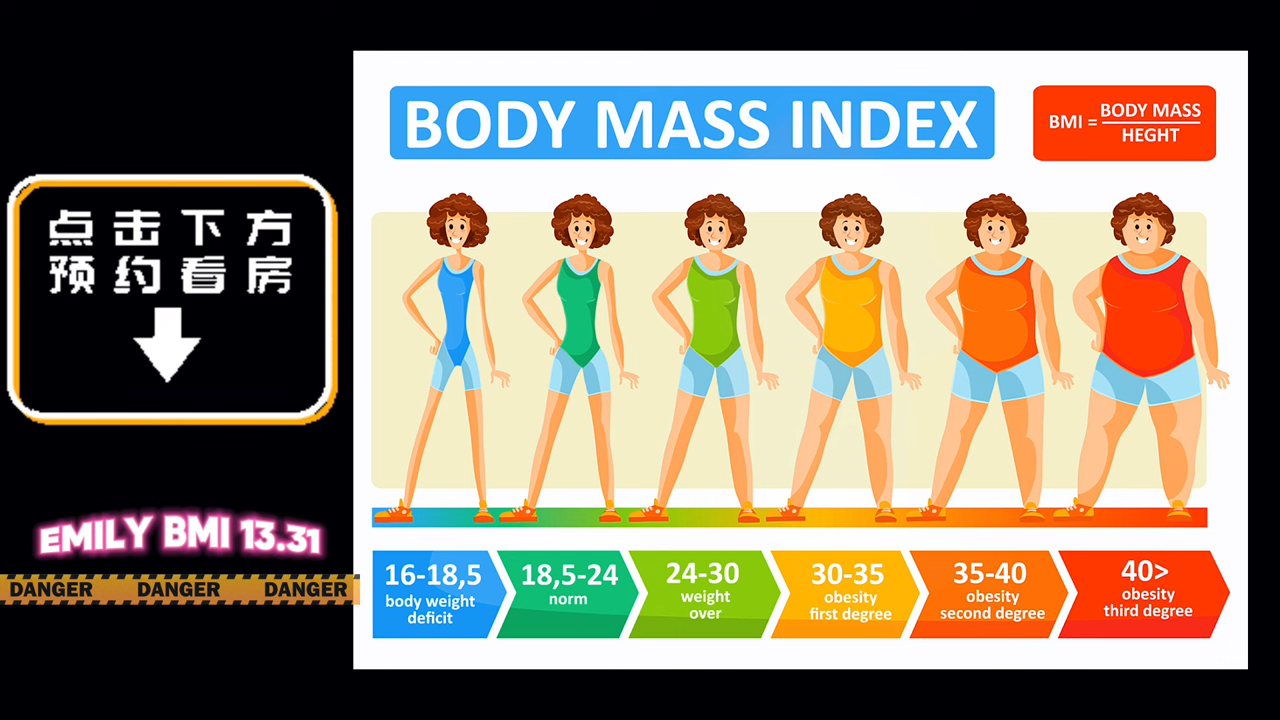 点击下方
预约看房
EMILY BMI 13.31
DANGER DANGER DANGER
BODY MASS INDEX
BMI = BODY MASS
HEGHT
16-18,5
body weight
deficit
18,5-24
norm
24-30
weight
over
30-35
obesity
first degree
35-40
obesity
second degree
40>
obesity
third degree